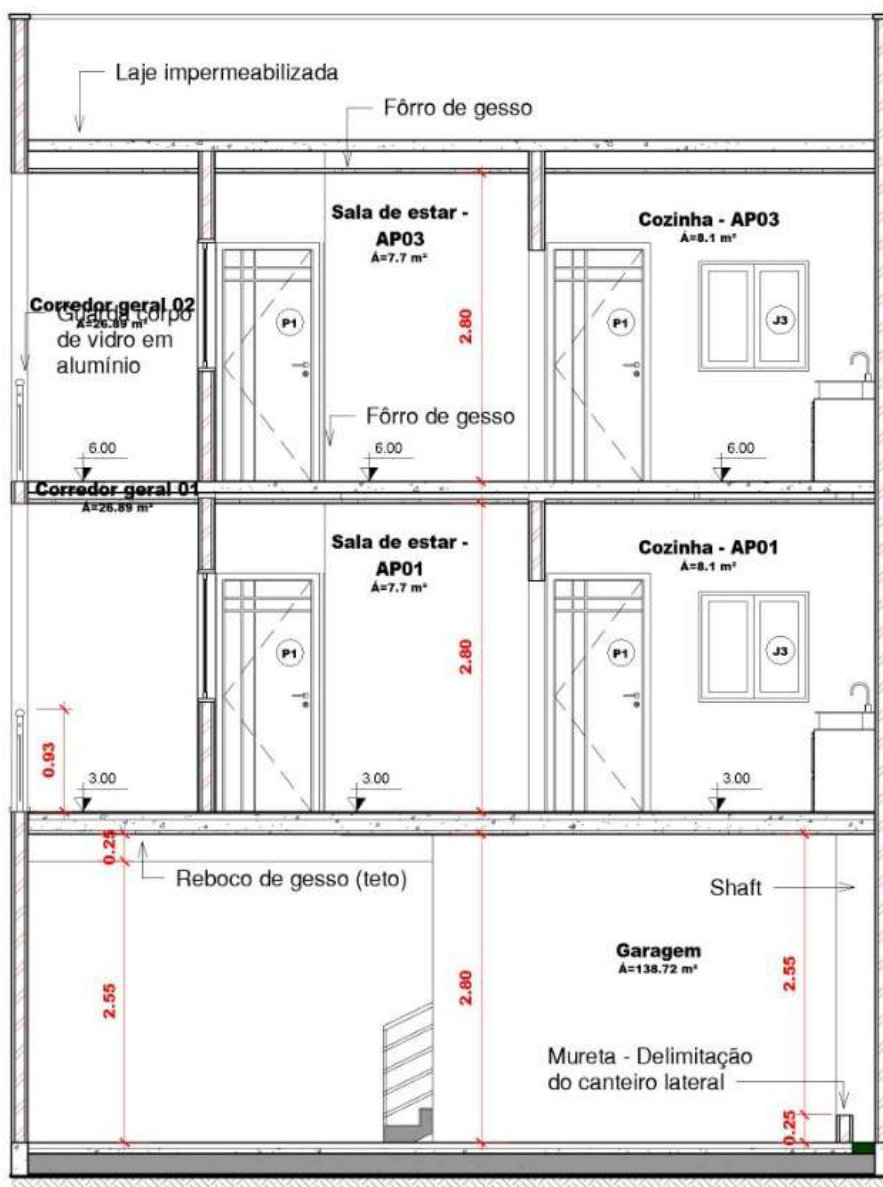 Laje impermeabilizada
Fôrro de gesso
Sala de estar -
AP03
Á=7.7 m²
Cozinha - AP03
Á=8.1 m²
Corredor geral 02
Á=26.89 m²
Guarda corpo
de vidro em
alumínio
P1
2.80
P1
J3
Fôrro de gesso
6.00
6.00
6.00
Corredor geral 01
Á=26.89 m²
Sala de estar -
AP01
Á=7.7 m²
Cozinha - AP01
Á=8.1 m²
P1
2.80
P1
J3
0.93
3.00
3.00
3.00
0.25
Reboco de gesso (teto)
Shaft
Garagem
Á=138.72 m²
2.55
2.80
2.55
Mureta - Delimitação
do canteiro lateral
0.25